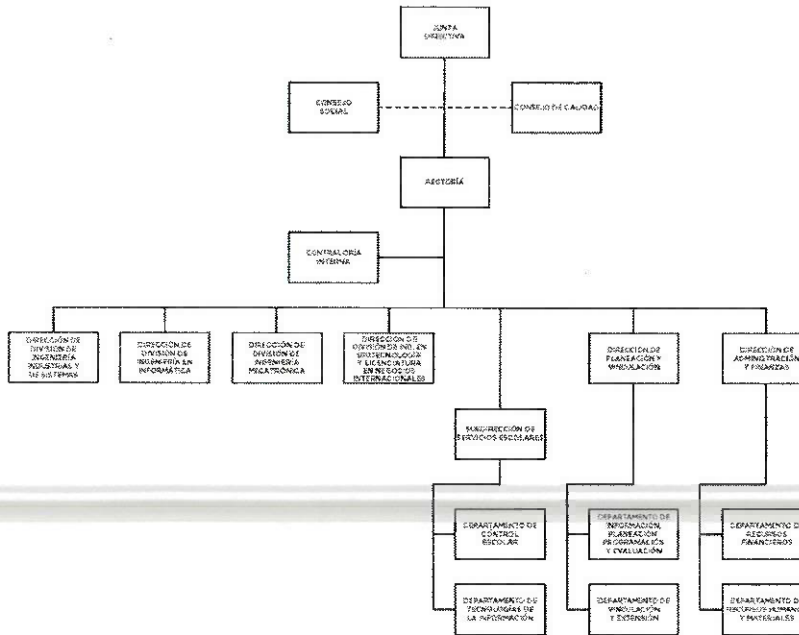 JUNTA
DIRECTIVA
CONSEJO
SOCIAL
CONSEJO DE CALIDAD
RECTORÍA
CONTRALORÍA
INTERNA
DIRECCIÓN DE
DIVISIÓN DE
INGENIERÍA
INDUSTRIAL Y
DE SISTEMAS
DIRECCIÓN DE
DIVISIÓN DE
INGENIERÍA EN
INFORMÁTICA
DIRECCIÓN DE
DIVISIÓN DE
INGENIERÍA
MECATRÓNICA
DIRECCIÓN DE
DIVISIÓN DE ING. EN
Y LICENCIATURA
EN NEGOCIOS
INTERNACIONALES
DIRECCIÓN DE
PLANEACIÓN Y
VINCULACIÓN
DIRECCIÓN DE
ADMINISTRACIÓN
Y FINANZAS
SUBDIRECCIÓN DE
SERVICIOS ESCOLARES
DEPARTAMENTO DE
CONTROL
ESCOLAR
DEPARTAMENTO DE
INFORMACIÓN,
PLANEACIÓN
PROGRAMACIÓN
Y EVALUACIÓN
DEPARTAMENTO DE
RECURSOS
FINANCIEROS
DEPARTAMENTO DE
TECNOLOGÍAS DE
LA INFORMACIÓN
DEPARTAMENTO DE
VINCULACIÓN
Y EXTENSIÓN
DEPARTAMENTO DE
RECURSOS HUMANOS
Y MATERIALES